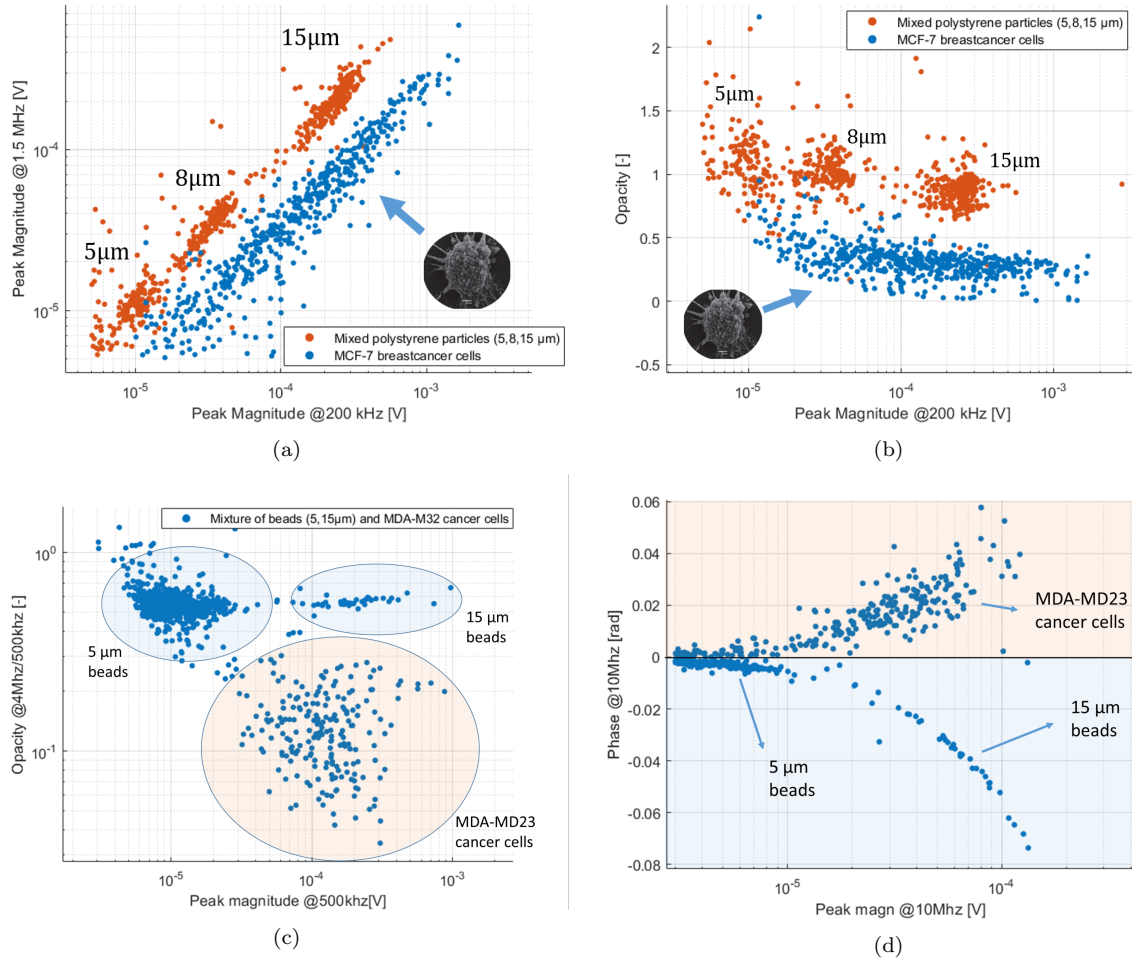 15μm
8μm
5μm
10-4
10-5
Peak Magnitude @1.5 MHz [V]
Mixed polystyrene particles (5,8,15 μm)
MCF-7 breastcancer cells
10-5
10-4
10-3
Peak Magnitude @200 kHz [V]
(a)
Mixed polystyrene particles (5,8,15 μm)
MCF-7 breastcancer cells
5μm
8μm
15μm
2
1.5
1
0.5
0
-0.5
Opacity [-]
10-5
10-4
10-3
Peak Magnitude @200 kHz [V]
(b)
Mixture of beads (5,15μm) and MDA-M32 cancer cells
100
10-1
Opacity @4Mhz/500khz [-]
5 μm
beads
15 μm
beads
MDA-MD23
cancer cells
10-5
10-4
10-3
Peak magnitude @500khz[V]
(c)
0.06
0.04
0.02
0
-0.02
-0.04
-0.06
-0.08
Phase @10Mhz [rad]
MDA-MD23
cancer cells
15 μm
beads
5 μm
beads
10-5
10-4
Peak magn @10Mhz [V]
(d)